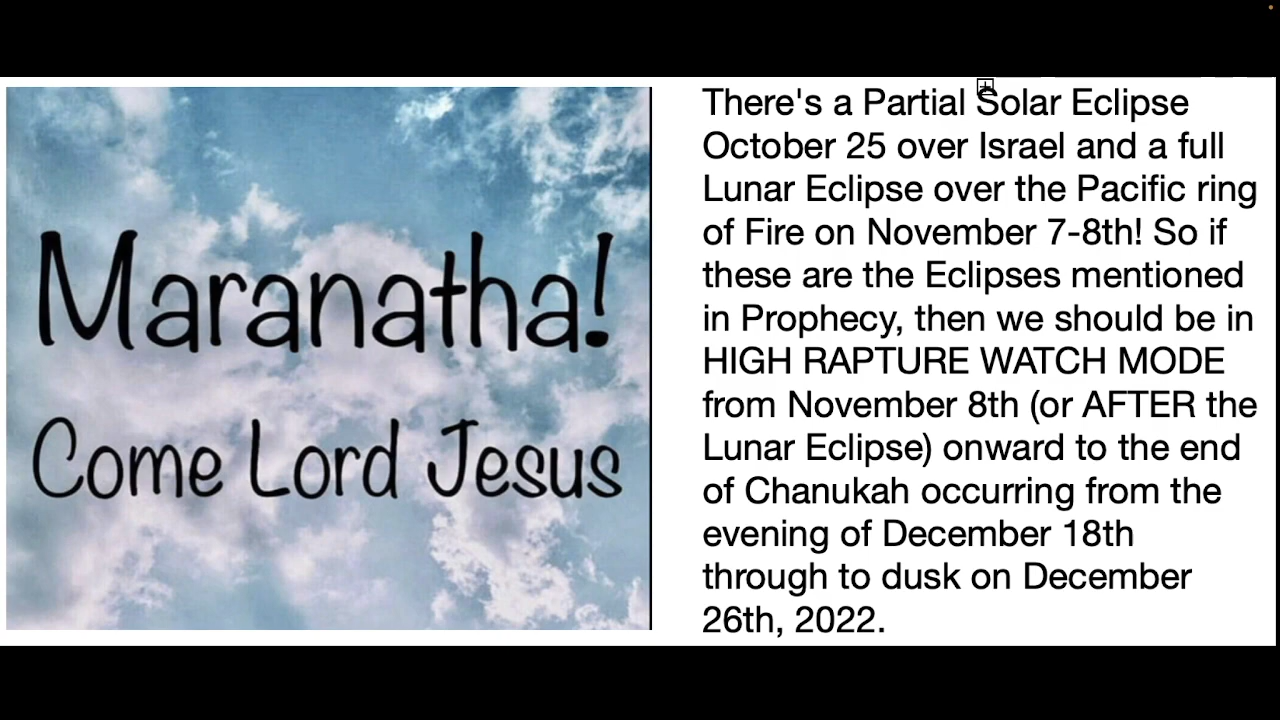 Maranatha!
Come Lord Jesus
There's a Partial Solar Eclipse
October 25 over Israel and a full
Lunar Eclipse over the Pacific ring
of Fire on November 7-8th! So if
these are the Eclipses mentioned
in Prophecy, then we should be in
HIGH RAPTURE WATCH MODE
from November 8th (or AFTER the
Lunar Eclipse) onward to the end
of Chanukah occurring from the
evening of December 18th
through to dusk on December
26th, 2022.